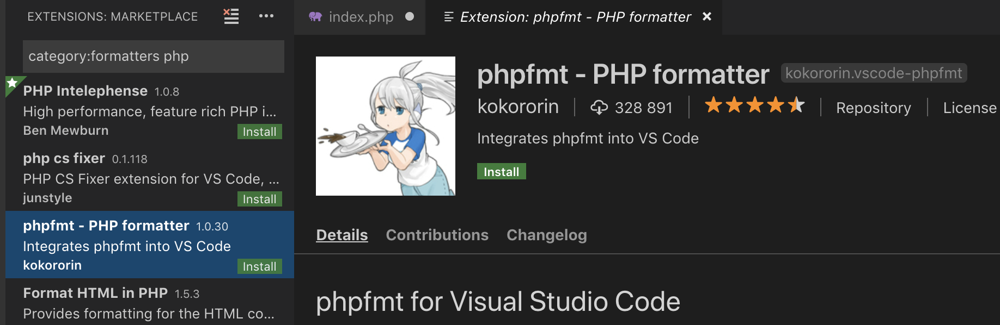 EXTENSIONS: MARKETPLACE
category:formatters php
PHP Intelephense 1.0.8
High performance, feature rich PHP i...
Ben Mewburn
Install
php cs fixer 0.1.118
PHP CS Fixer extension for VS Code, ...
junstyle
Install
phpfmt - PHP formatter 1.0.30
Integrates phpfmt into VS Code
kokororin
Install
Format HTML in PHP 1.5.3
Provides formatting for the HTML co...
index.php
Extension: phpfmt - PHP formatter
phpfmt - PHP formatter kokororin.vscode-phpfmt
kokororin 328 891 Repository License
Integrates phpfmt into VS Code
Install
Details Contributions Changelog
phpfmt for Visual Studio Code